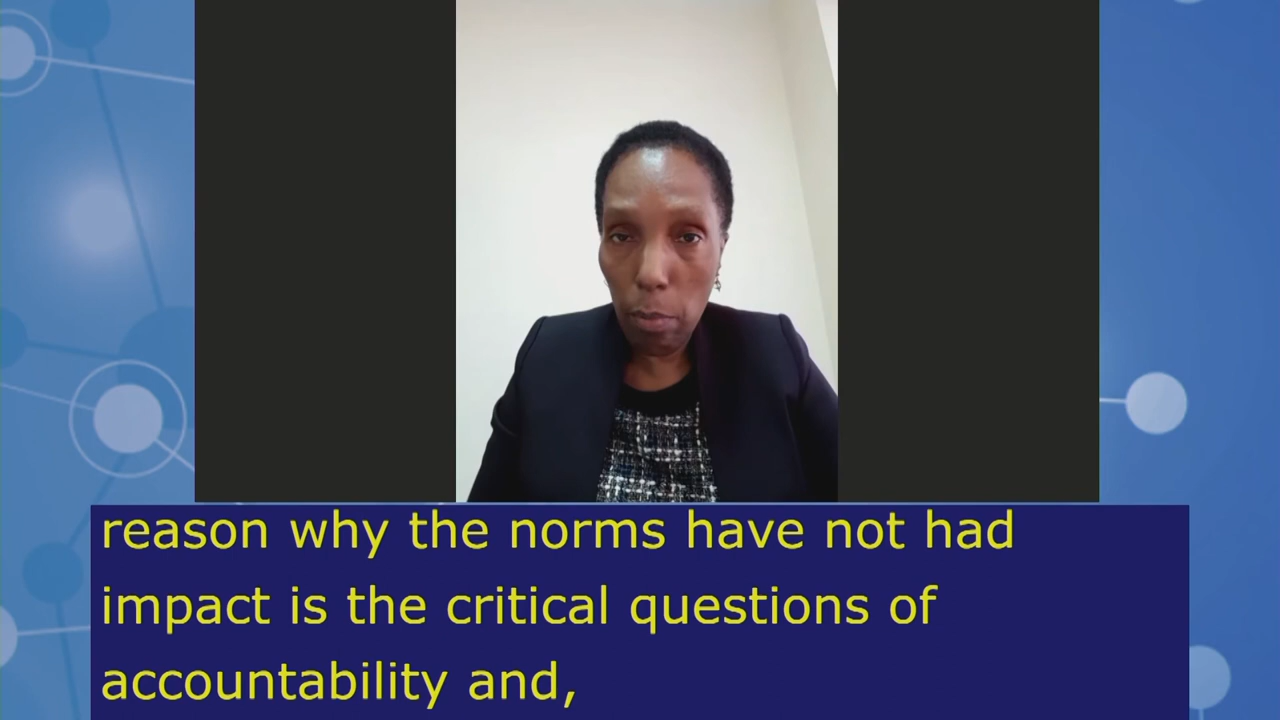 reason why the norms have not had
impact is the critical questions of
accountability and,